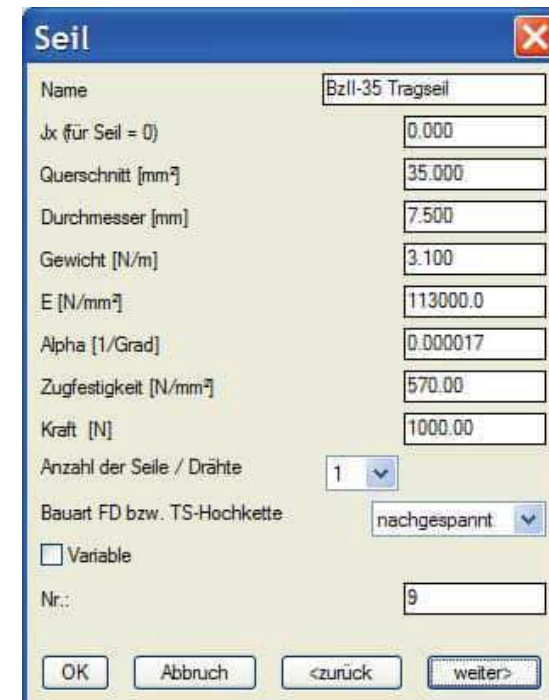 Seil
Name BzII-35 Tragseil
Jx (für Seil = 0) 0.000
Querschnitt [mm²] 35.000
Durchmesser [mm] 7.500
Gewicht [N/m] 3.100
E [N/mm²] 113000.0
Alpha [1/Grad] 0.000017
Zugfestigkeit [N/mm²] 570.00
Kraft [N] 1000.00
Anzahl der Seile / Drähte 1
Bauart FD bzw. TS-Hochkette nachgespannt
Variable
Nr.: 9
OK Abbruch <zurück weiter>